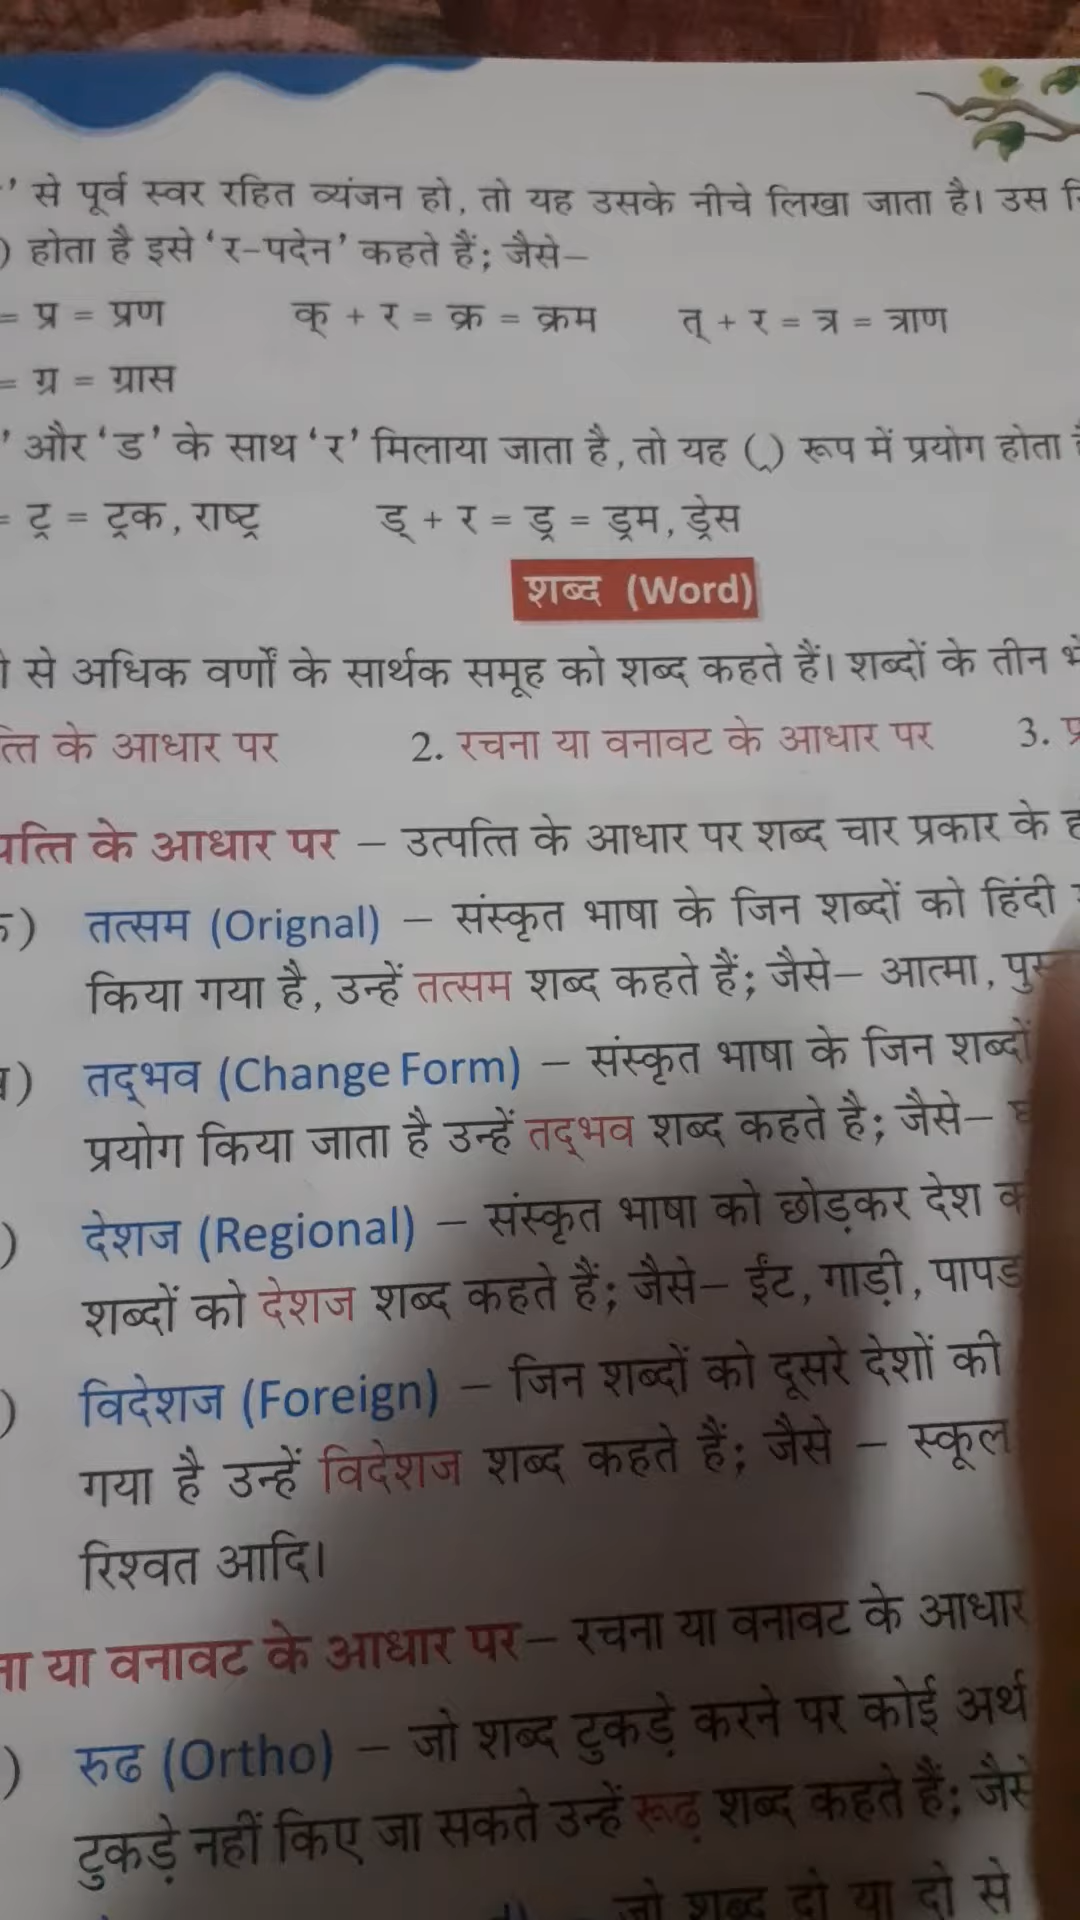 ' से पूर्व स्वर रहित व्यंजन हो, तो यह उसके नीचे लिखा जाता है। उस
) होता है इसे 'र-पदेन' कहते हैं; जैसे–
= प्र = प्रण क् + र = क्र = क्रम त् + र = त्र = त्राण
= ग्र = ग्रास
' और 'ड' के साथ 'र' मिलाया जाता है, तो यह (्र) रूप में प्रयोग होता
= ट्र = ट्रक, राष्ट्र ड् + र = ड्र = ड्रम, ड्रेस
शब्द (Word)
से अधिक वर्णों के सार्थक समूह को शब्द कहते हैं। शब्दों के तीन
के आधार पर 2. रचना या वनावट के आधार पर 3.
के आधार पर – उत्पत्ति के आधार पर शब्द चार प्रकार के
) तत्सम (Orignal) – संस्कृत भाषा के जिन शब्दों को हिंदी
किया गया है, उन्हें तत्सम शब्द कहते हैं; जैसे– आत्मा,
) तद्‌भव (Change Form) – संस्कृत भाषा के जिन शब्दों
प्रयोग किया जाता है उन्हें तद्‌भव शब्द कहते है; जैसे–
) देशज (Regional) – संस्कृत भाषा को छोड़कर देश
शब्दों को देशज शब्द कहते हैं; जैसे– ईंट, गाड़ी, पापड
) विदेशज (Foreign) – जिन शब्दों को दूसरे देशों की
गया है उन्हें विदेशज शब्द कहते हैं; जैसे – स्कूल
रिश्वत आदि।
या वनावट के आधार पर – रचना या वनावट के आधार
) रुढ (Ortho) – जो शब्द टुकड़े करने पर कोई अर्थ
टुकड़े नहीं किए जा सकते उन्हें रूढ़ शब्द कहते हैं; जैसे
जो शब्द दो या दो से